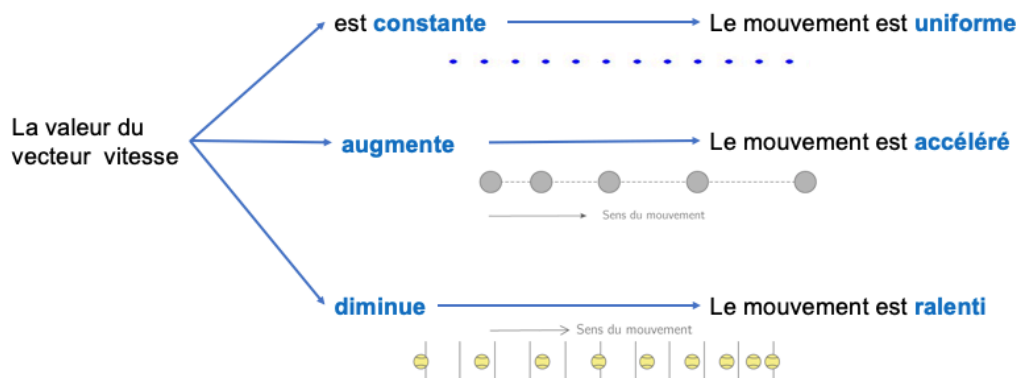 est constante Le mouvement est uniforme
La valeur du
vecteur vitesse
augmente Le mouvement est accéléré
Sens du mouvement
diminue Le mouvement est ralenti
Sens du mouvement